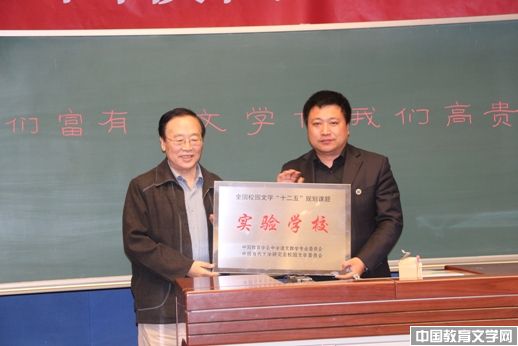 们富有 文学 我们高贵
全国校园文学“十二五”规划课题
实验学校
中国教育学会中学语文教学专业委员会
中国当代文学研究会校园文学委员会
中国教育文学网